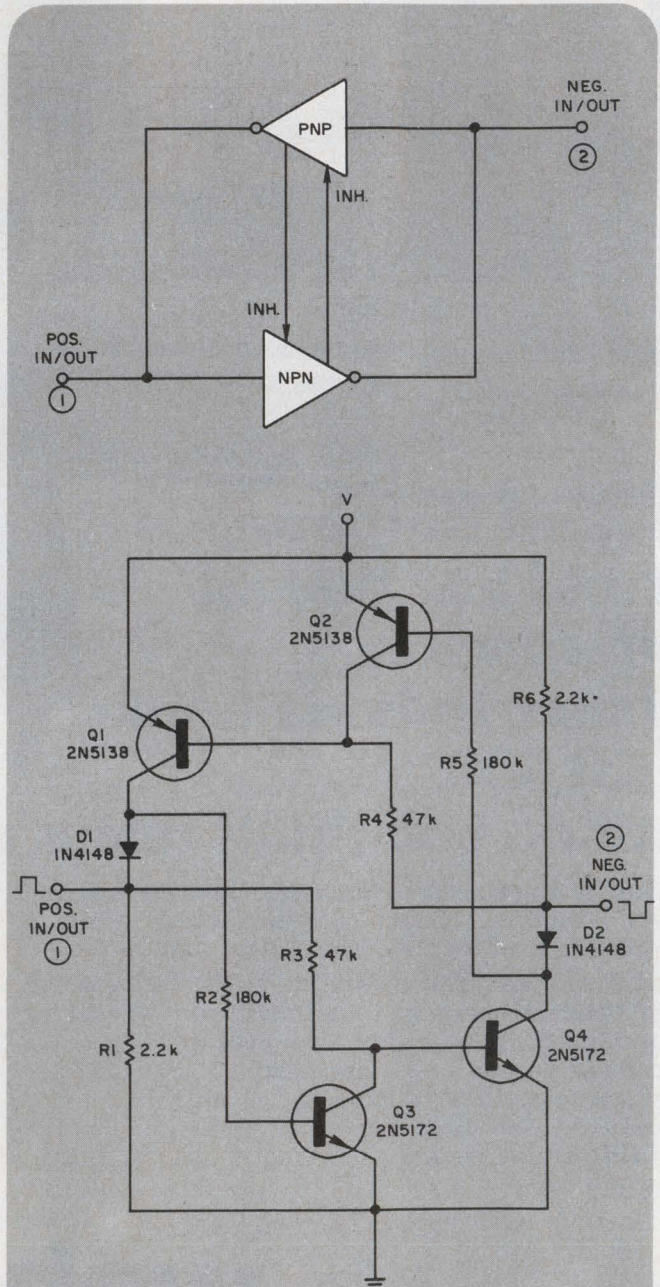 PNP
NEG.
IN/OUT
2
INH.
INH.
POS.
IN/OUT
1
NPN
V
Q2
2N5138
R6 2.2k
Q1
2N5138
R5 180k
R4 47k
D1
1N4148
2
NEG.
IN/OUT
POS.
IN/OUT
1
D2
1N4148
R3 47k
R2 180k
Q4
2N5172
R1 2.2k
Q3
2N5172